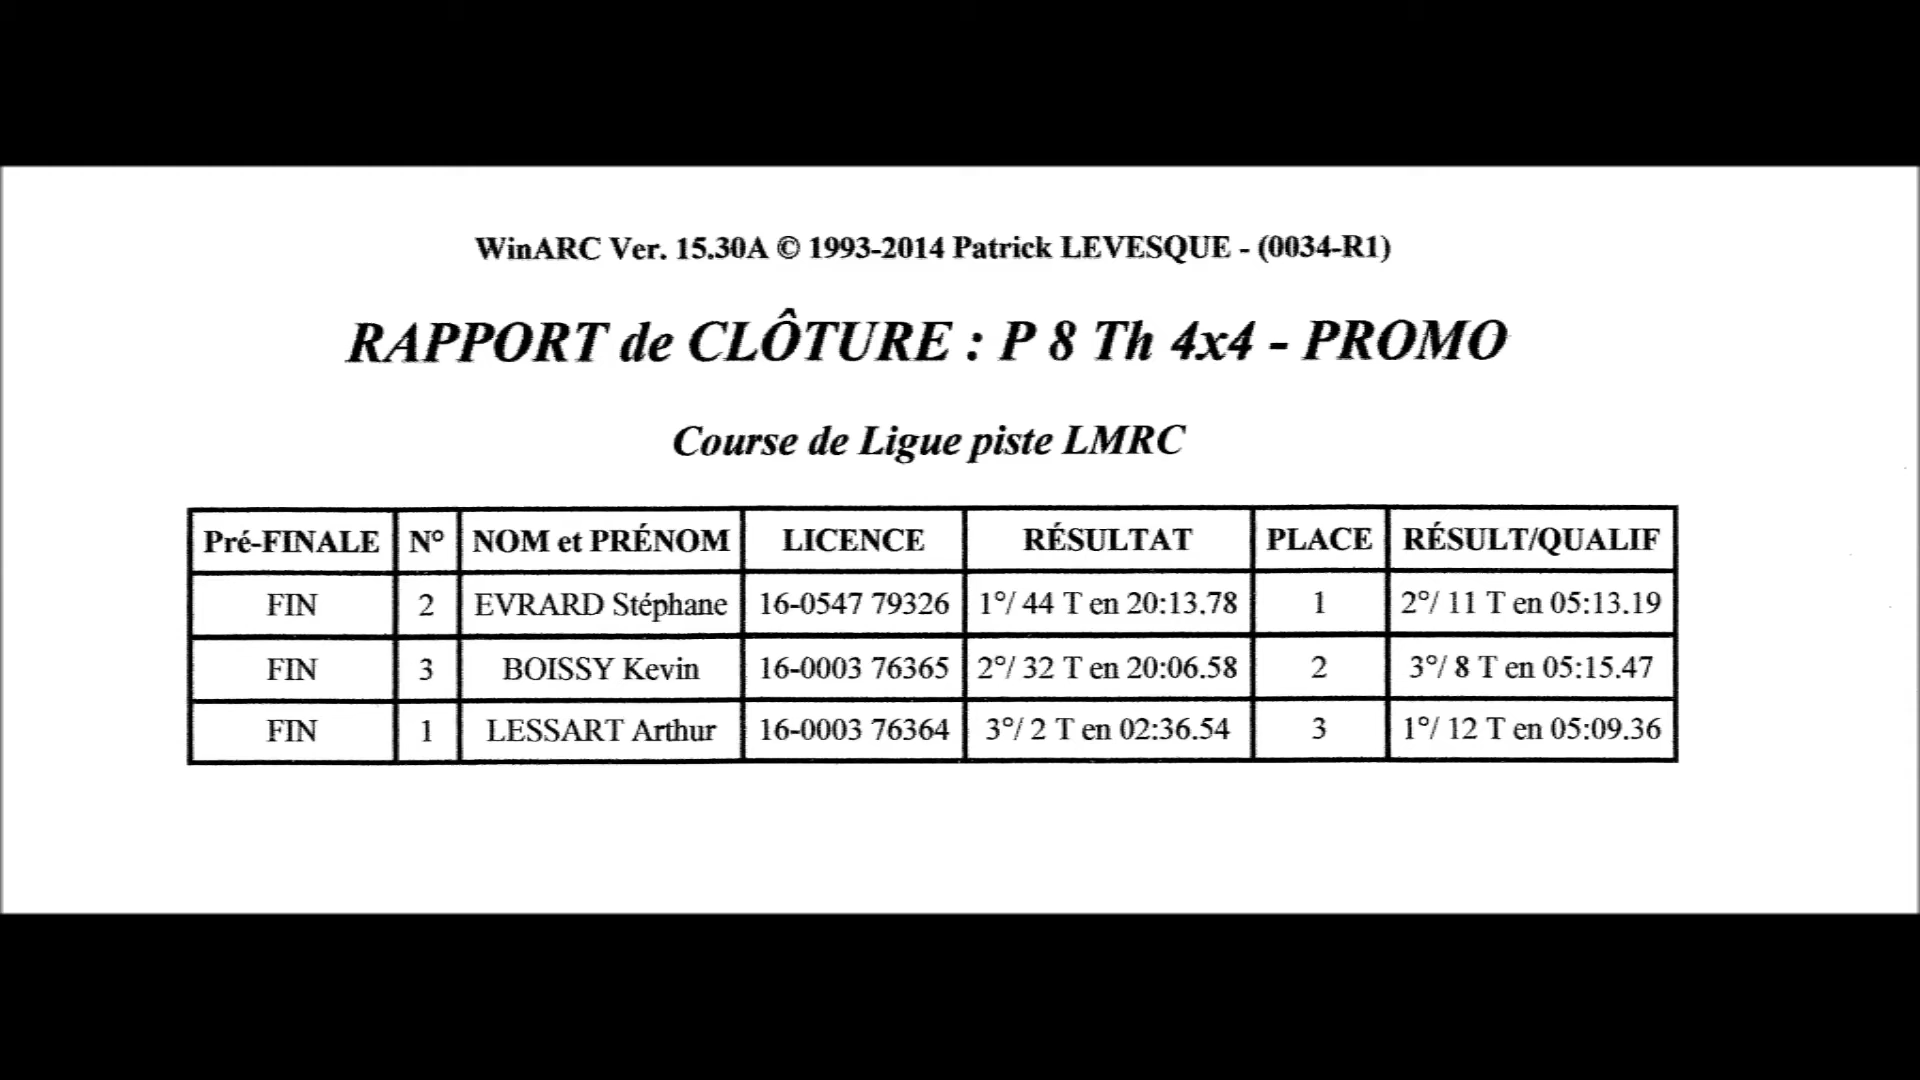 WinARC Ver. 15.30A © 1993-2014 Patrick LEVESQUE - (0034-R1)
RAPPORT de CLÔTURE : P 8 Th 4x4 - PROMO
Course de Ligue piste LMRC
Pré-FINALE N° NOM et PRÉNOM LICENCE RÉSULTAT PLACE RÉSULT/QUALIF
FIN 2 EVRARD Stéphane 16-0547 79326 1°/ 44 T en 20:13.78 1 2°/ 11 T en 05:13.19
FIN 3 BOISSY Kevin 16-0003 76365 2°/ 32 T en 20:06.58 2 3°/ 8 T en 05:15.47
FIN 1 LESSART Arthur 16-0003 76364 3°/ 2 T en 02:36.54 3 1°/ 12 T en 05:09.36